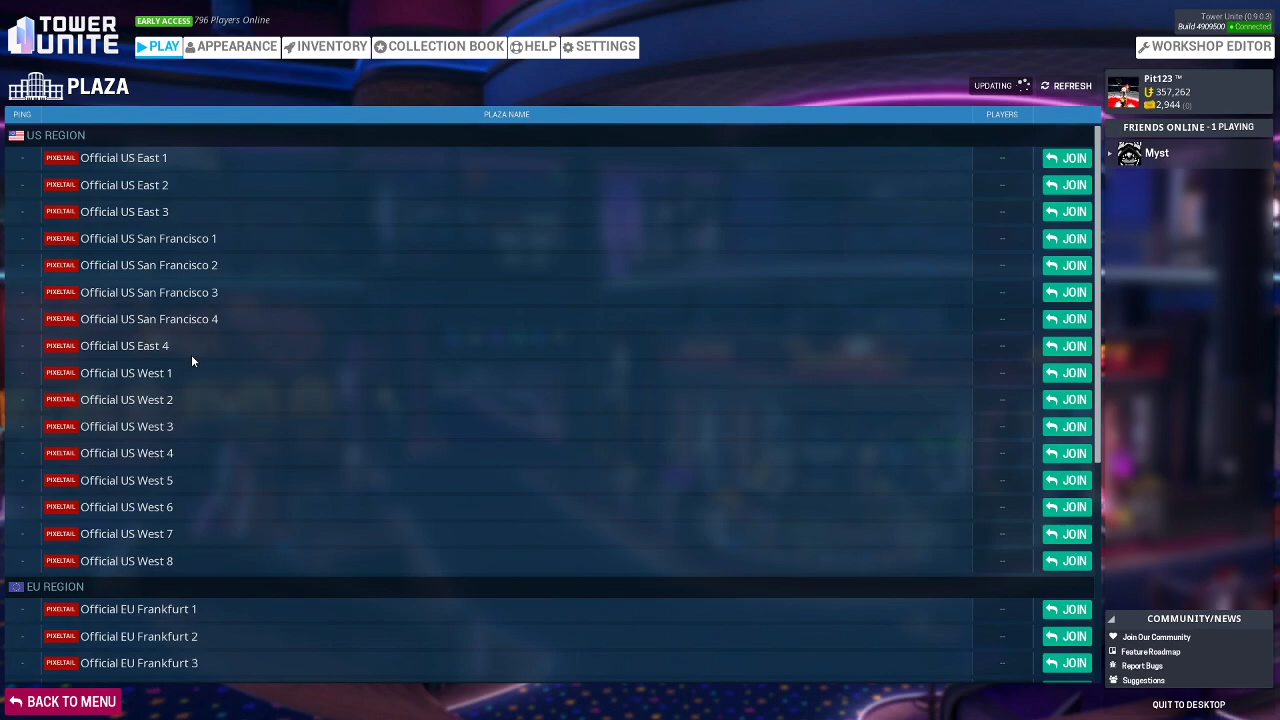 TOWER UNITE
EARLY ACCESS 796 Players Online
Tower Unite (0.9.0.3)
Build 4909500 Connected
PLAY APPEARANCE INVENTORY COLLECTION BOOK HELP SETTINGS
WORKSHOP EDITOR
PLAZA
UPDATING REFRESH
Pit123 ™
357,262
2,944 (0)
PING PLAZA NAME PLAYERS
FRIENDS ONLINE - 1 PLAYING
Myst
US REGION
- PIXELTAIL Official US East 1 -- JOIN
- PIXELTAIL Official US East 2 -- JOIN
- PIXELTAIL Official US East 3 -- JOIN
- PIXELTAIL Official US San Francisco 1 -- JOIN
- PIXELTAIL Official US San Francisco 2 -- JOIN
- PIXELTAIL Official US San Francisco 3 -- JOIN
- PIXELTAIL Official US San Francisco 4 -- JOIN
- PIXELTAIL Official US East 4 -- JOIN
- PIXELTAIL Official US West 1 -- JOIN
- PIXELTAIL Official US West 2 -- JOIN
- PIXELTAIL Official US West 3 -- JOIN
- PIXELTAIL Official US West 4 -- JOIN
- PIXELTAIL Official US West 5 -- JOIN
- PIXELTAIL Official US West 6 -- JOIN
- PIXELTAIL Official US West 7 -- JOIN
- PIXELTAIL Official US West 8 -- JOIN
EU REGION
- PIXELTAIL Official EU Frankfurt 1 -- JOIN
- PIXELTAIL Official EU Frankfurt 2 -- JOIN
- PIXELTAIL Official EU Frankfurt 3 -- JOIN
COMMUNITY/NEWS
Join Our Community
Feature Roadmap
Report Bugs
Suggestions
BACK TO MENU
QUIT TO DESKTOP